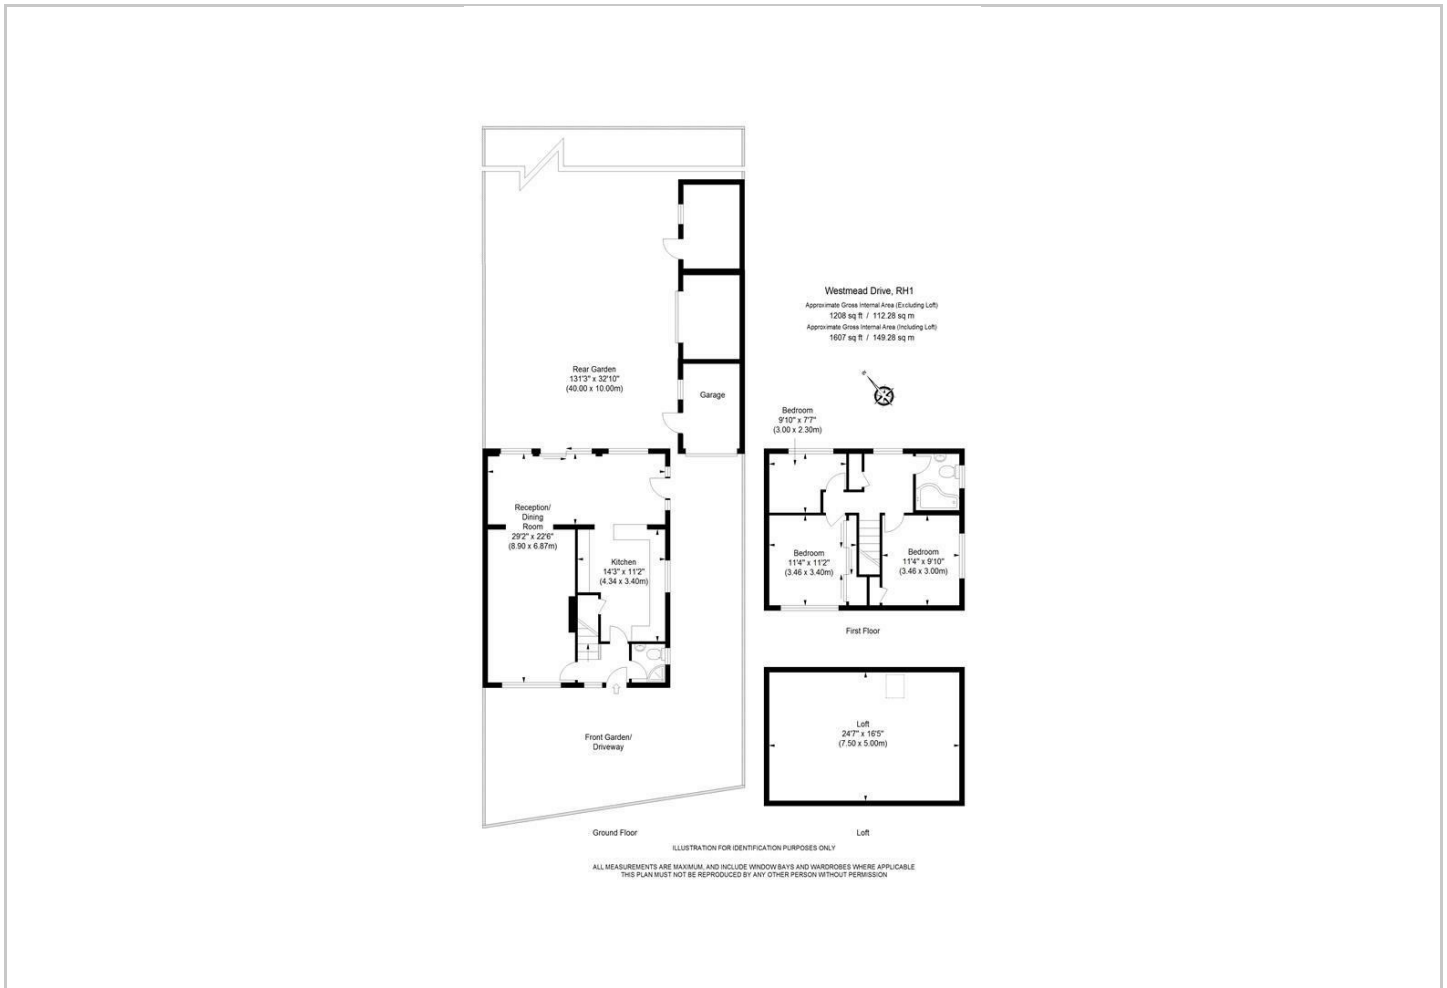 Westmead Drive, RH1
Approximate Gross Internal Area (Excluding Loft)
1208 sq ft / 112.28 sq m
Approximate Gross Internal Area (Including Loft)
1607 sq ft / 149.28 sq m
Rear Garden
131'3" x 32'10"
(40.00 x 10.00m)
Garage
Bedroom
9'10" x 7'7"
(3.00 x 2.30m)
Reception/
Dining
Room
29'2" x 22'6"
(8.90 x 6.87m)
Kitchen
14'3" x 11'2"
(4.34 x 3.40m)
Bedroom
11'4" x 11'2"
(3.46 x 3.40m)
Bedroom
11'4" x 9'10"
(3.46 x 3.00m)
First Floor
Front Garden/
Driveway
Loft
24'7" x 16'5"
(7.50 x 5.00m)
Ground Floor
Loft
ILLUSTRATION FOR IDENTIFICATION PURPOSES ONLY
ALL MEASUREMENTS ARE MAXIMUM, AND INCLUDE WINDOW BAYS AND WARDROBES WHERE APPLICABLE
THIS PLAN MUST NOT BE REPRODUCED BY ANY OTHER PERSON WITHOUT PERMISSION